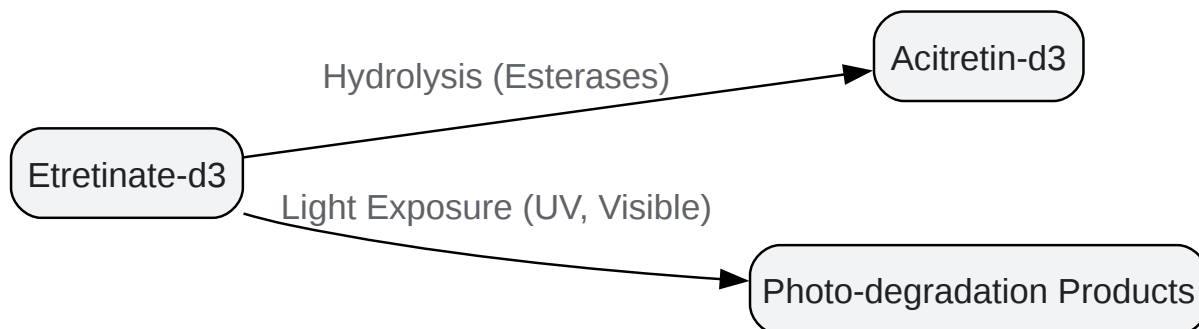 Acitretin-d3
Hydrolysis (Esterases)
Etretinate-d3
Light Exposure (UV, Visible)
Photo-degradation Products